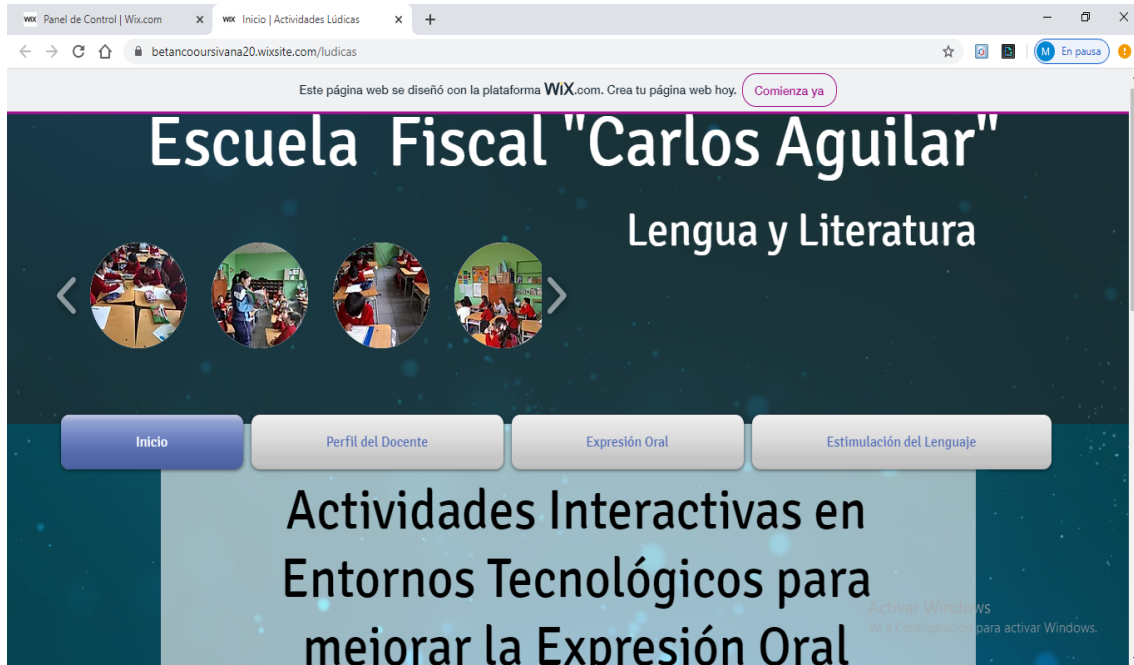 Panel de Control | Wix.com
Inicio | Actividades Lúdicas
betancooursivana20.wixsite.com/ludicas
M En pausa
Este página web se diseñó con la plataforma WiX.com. Crea tu página web hoy. Comienza ya
Escuela Fiscal "Carlos Aguilar"
Lengua y Literatura
Inicio
Perfil del Docente
Expresión Oral
Estimulación del Lenguaje
Actividades Interactivas en
Entornos Tecnológicos para
mejorar la Expresión Oral
Activar Windows
Ve a Configuración para activar Windows.